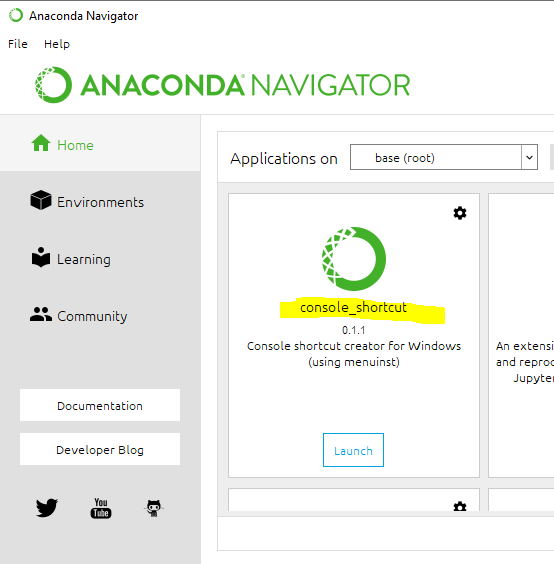 Anaconda Navigator
File Help
ANACONDA NAVIGATOR
Home
Environments
Learning
Community
Documentation
Developer Blog
You
Tube
Applications on base (root)
console_shortcut
0.1.1
Console shortcut creator for Windows
(using menuinst)
Launch
An extensi
and reprod
Jupyte